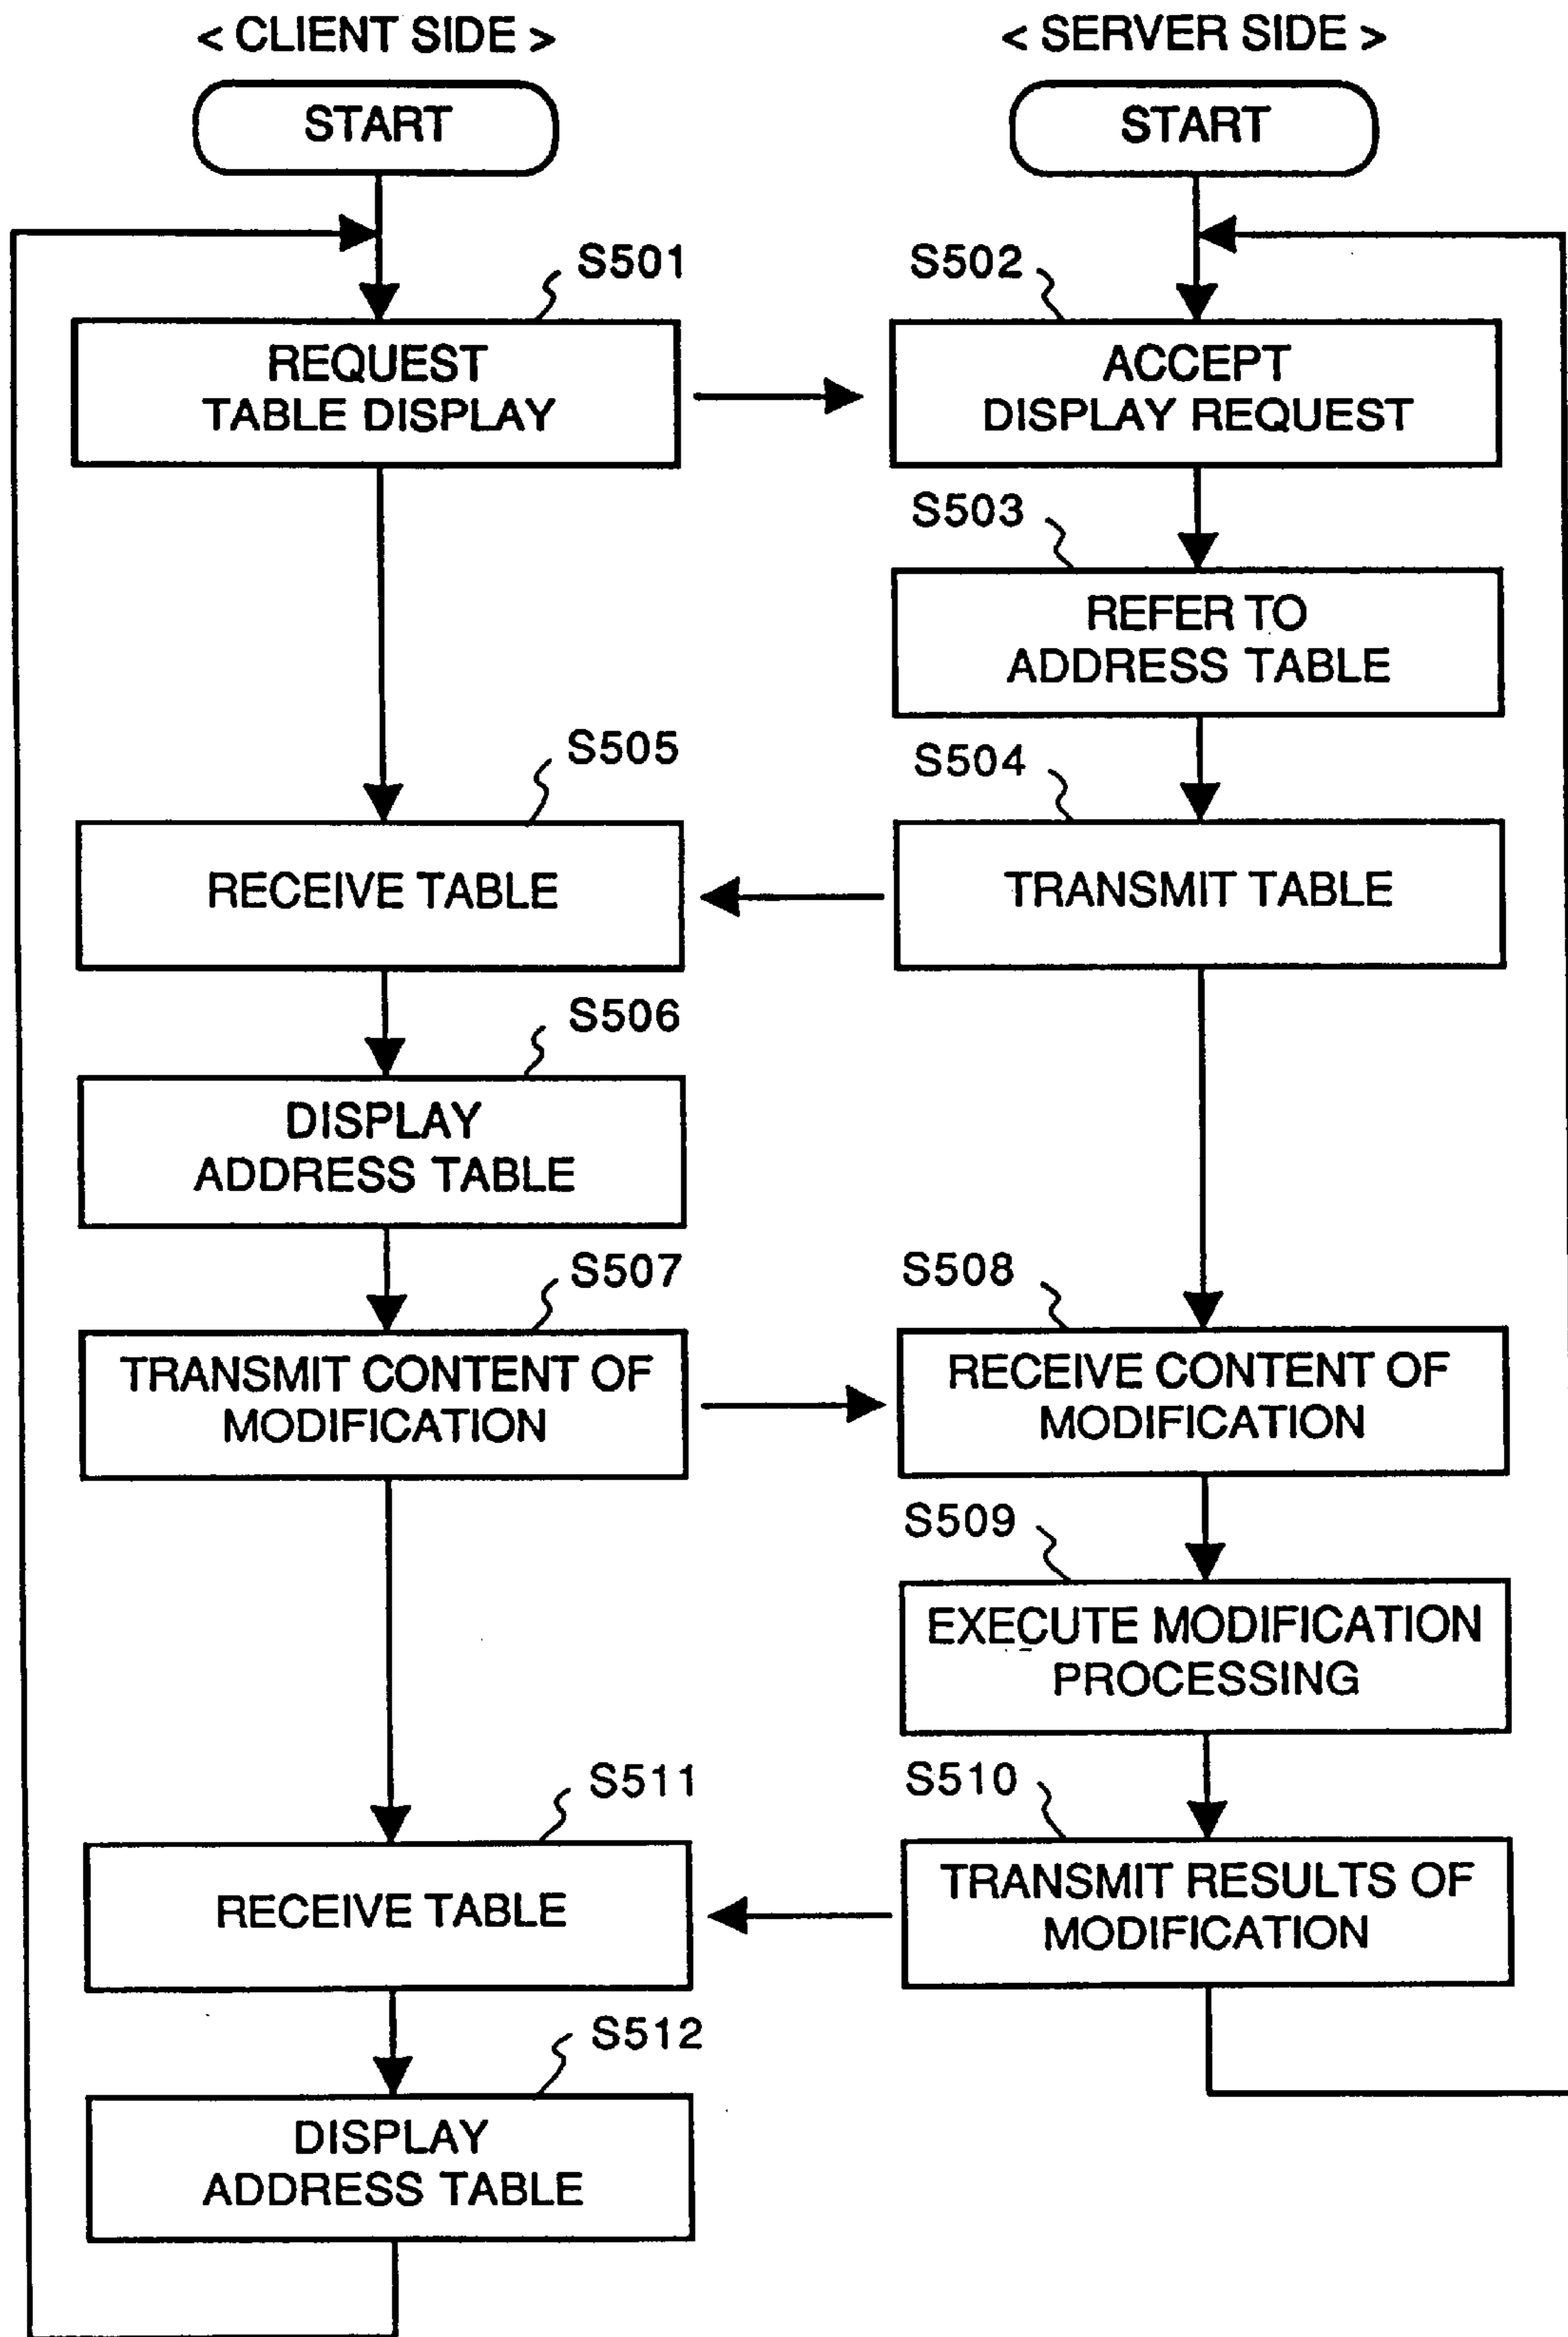 < CLIENT SIDE >
< SERVER SIDE >
START
START
S501
S502
REQUEST
TABLE DISPLAY
ACCEPT
DISPLAY REQUEST
S503
REFER TO
ADDRESS TABLE
S505
S504
RECEIVE TABLE
TRANSMIT TABLE
S506
DISPLAY
ADDRESS TABLE
S507
S508
TRANSMIT CONTENT OF
MODIFICATION
RECEIVE CONTENT OF
MODIFICATION
S509
EXECUTE MODIFICATION
PROCESSING
S511
S510
RECEIVE TABLE
TRANSMIT RESULTS OF
MODIFICATION
S512
DISPLAY
ADDRESS TABLE